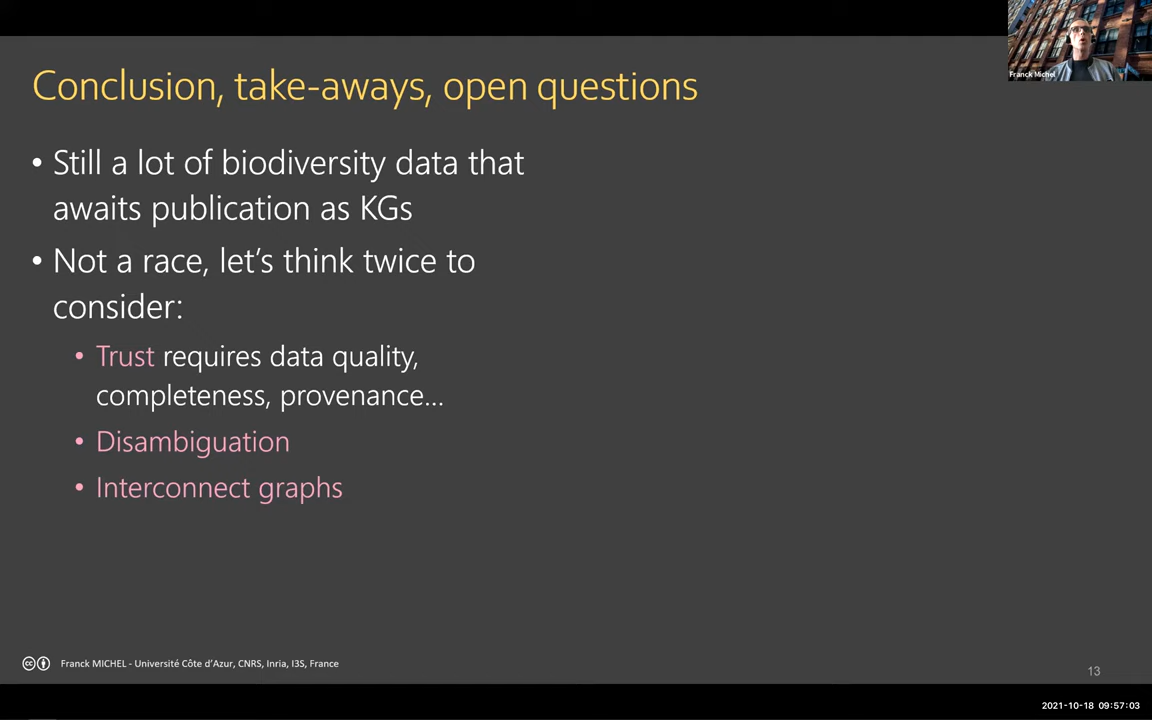 Conclusion, take-aways, open questions
Franck Michel
• Still a lot of biodiversity data that
awaits publication as KGs
• Not a race, let's think twice to
consider:
• Trust requires data quality,
completeness, provenance...
• Disambiguation
• Interconnect graphs
Franck MICHEL - Université Côte d'Azur, CNRS, Inria, I3S, France
13
2021-10-18 09:57:03